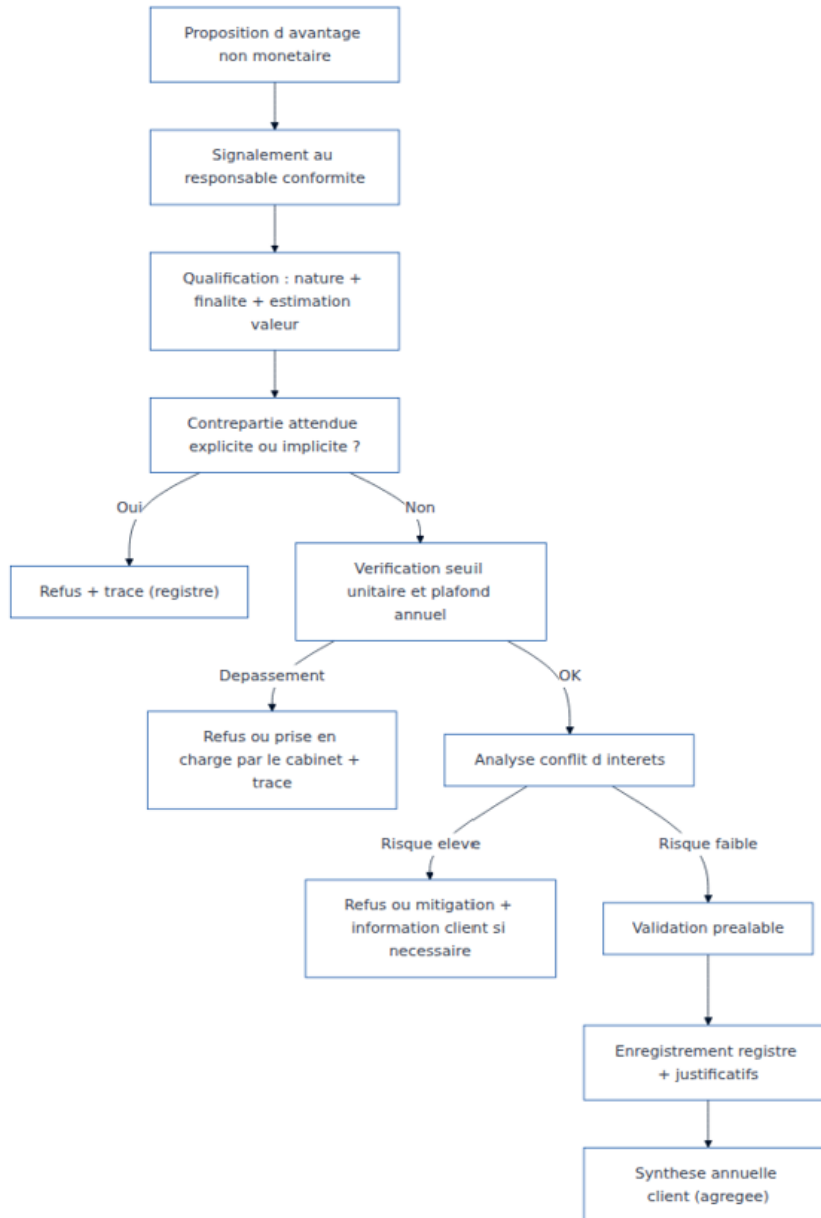 Proposition d avantage
non monetaire
Signalement au
responsable conformite
Qualification : nature +
finalite + estimation
valeur
Contrepartie attendue
explicite ou implicite ?
Oui
Non
Refus + trace (registre)
Verification seuil
unitaire et plafond
annuel
Depassement
OK
Refus ou prise en
charge par le cabinet +
trace
Analyse conflit d interets
Risque eleve
Risque faible
Refus ou mitigation +
information client si
necessaire
Validation prealable
Enregistrement registre
+ justificatifs
Synthese annuelle
client (agregee)